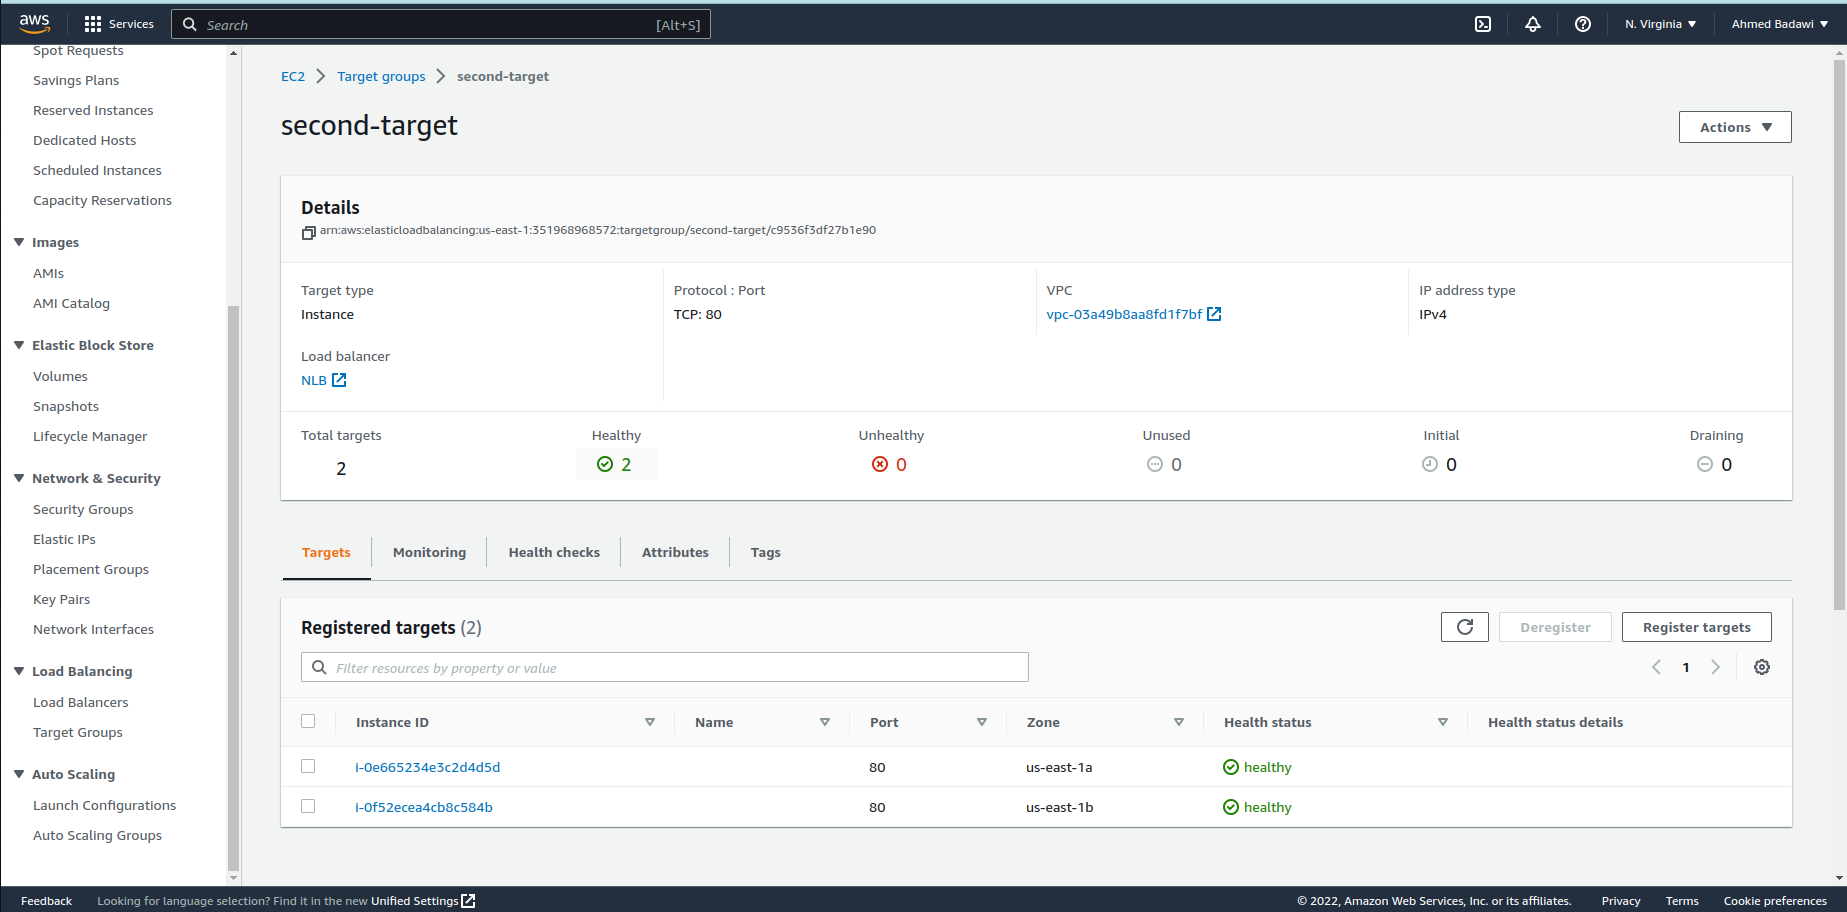 aws
Services
Search
[Alt+S]
N. Virginia
Ahmed Badawi
Spot Requests
Savings Plans
Reserved Instances
Dedicated Hosts
Scheduled Instances
Capacity Reservations
Images
AMIs
AMI Catalog
Elastic Block Store
Volumes
Snapshots
Lifecycle Manager
Network & Security
Security Groups
Elastic IPs
Placement Groups
Key Pairs
Network Interfaces
Load Balancing
Load Balancers
Target Groups
Auto Scaling
Launch Configurations
Auto Scaling Groups
EC2 Target groups second-target
second-target
Actions
Details
arn:aws:elasticloadbalancing:us-east-1:351968968572:targetgroup/second-target/c9536f3df27b1e90
Target type
Instance
Protocol : Port
TCP: 80
VPC
vpc-03a49b8aa8fd1f7bf
IP address type
IPv4
Load balancer
NLB
Total targets
2
Healthy
2
Unhealthy
0
Unused
0
Initial
0
Draining
0
Targets Monitoring Health checks Attributes Tags
Registered targets (2)
Deregister
Register targets
Filter resources by property or value
1
Instance ID Name Port Zone Health status Health status details
i-0e665234e3c2d4d5d 80 us-east-1a healthy
i-0f52ecea4cb8c584b 80 us-east-1b healthy
Feedback Looking for language selection? Find it in the new Unified Settings © 2022, Amazon Web Services, Inc. or its affiliates. Privacy Terms Cookie preferences